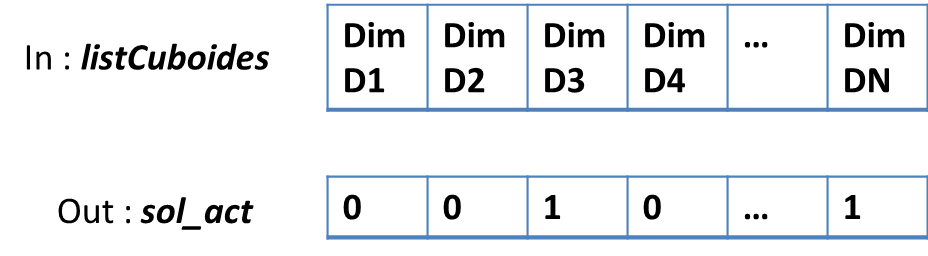 In : listCuboides
Dim D1
Dim D2
Dim D3
Dim D4
...
Dim DN
Out : sol_act
0 0 1 0 ... 1